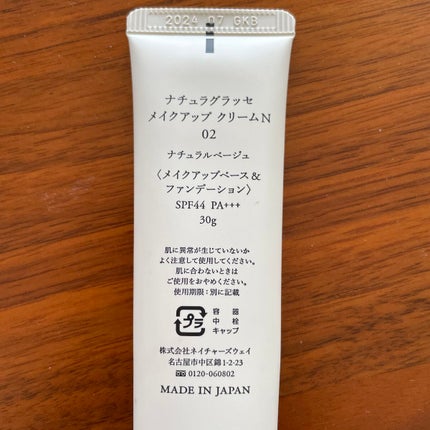 2024 07 GKB
ナチュラグラッセ
メイクアップ クリームN
02
ナチュラルベージュ
〈メイクアップベース&
ファンデーション〉
SPF44 PA+++
30g
肌に異常が生じていないか
よく注意して使用してください。
肌に合わないときは
ご使用をおやめください。
使用期限:別に記載
プラ
容器
中栓
キャップ
株式会社ネイチャーズウェイ
名古屋市中区錦1-2-23
0120-060802
MADE IN JAPAN